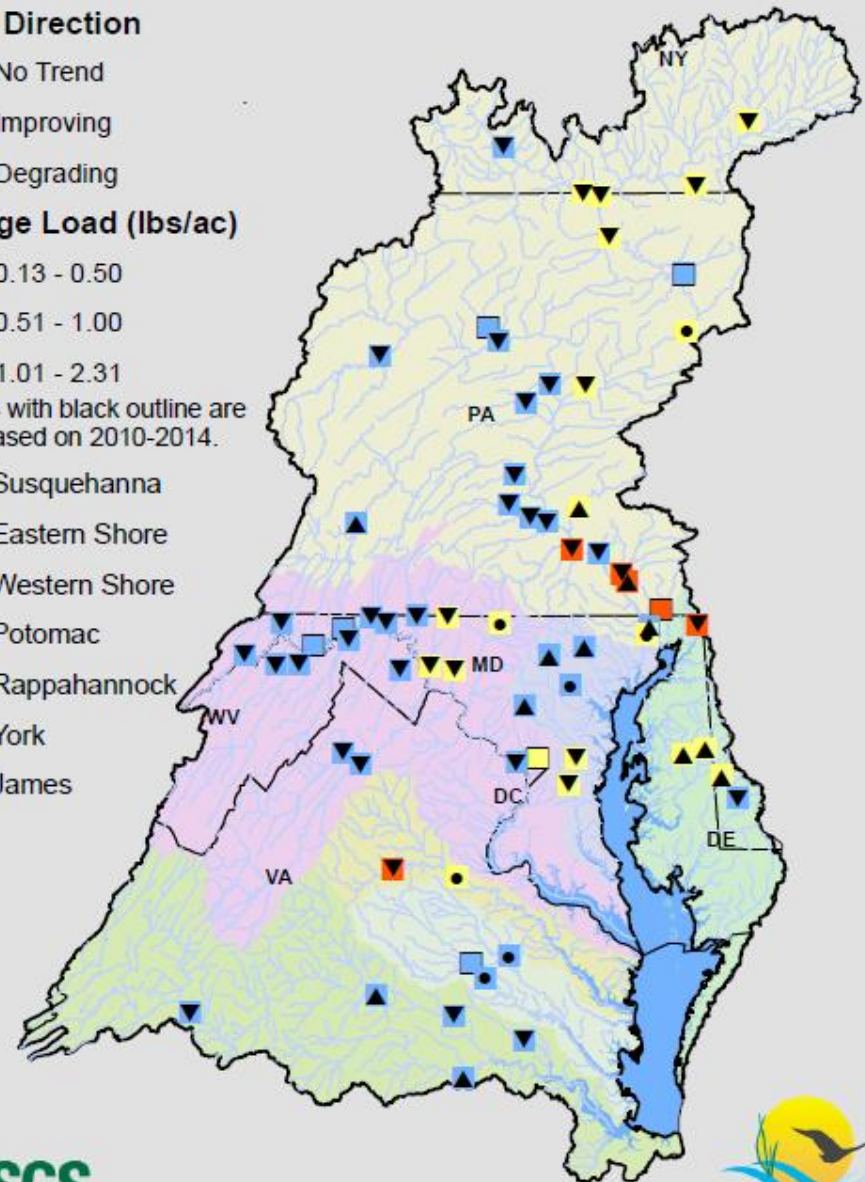 Direction
No Trend
Improving
Degrading
ge Load (lbs/ac)
0.13 - 0.50
0.51 - 1.00
1.01 - 2.31
s with black outline are
ased on 2010-2014.
Susquehanna
Eastern Shore
Western Shore
Potomac
Rappahannock
York
James
NY
PA
MD
WV
DC
DE
VA
SGS